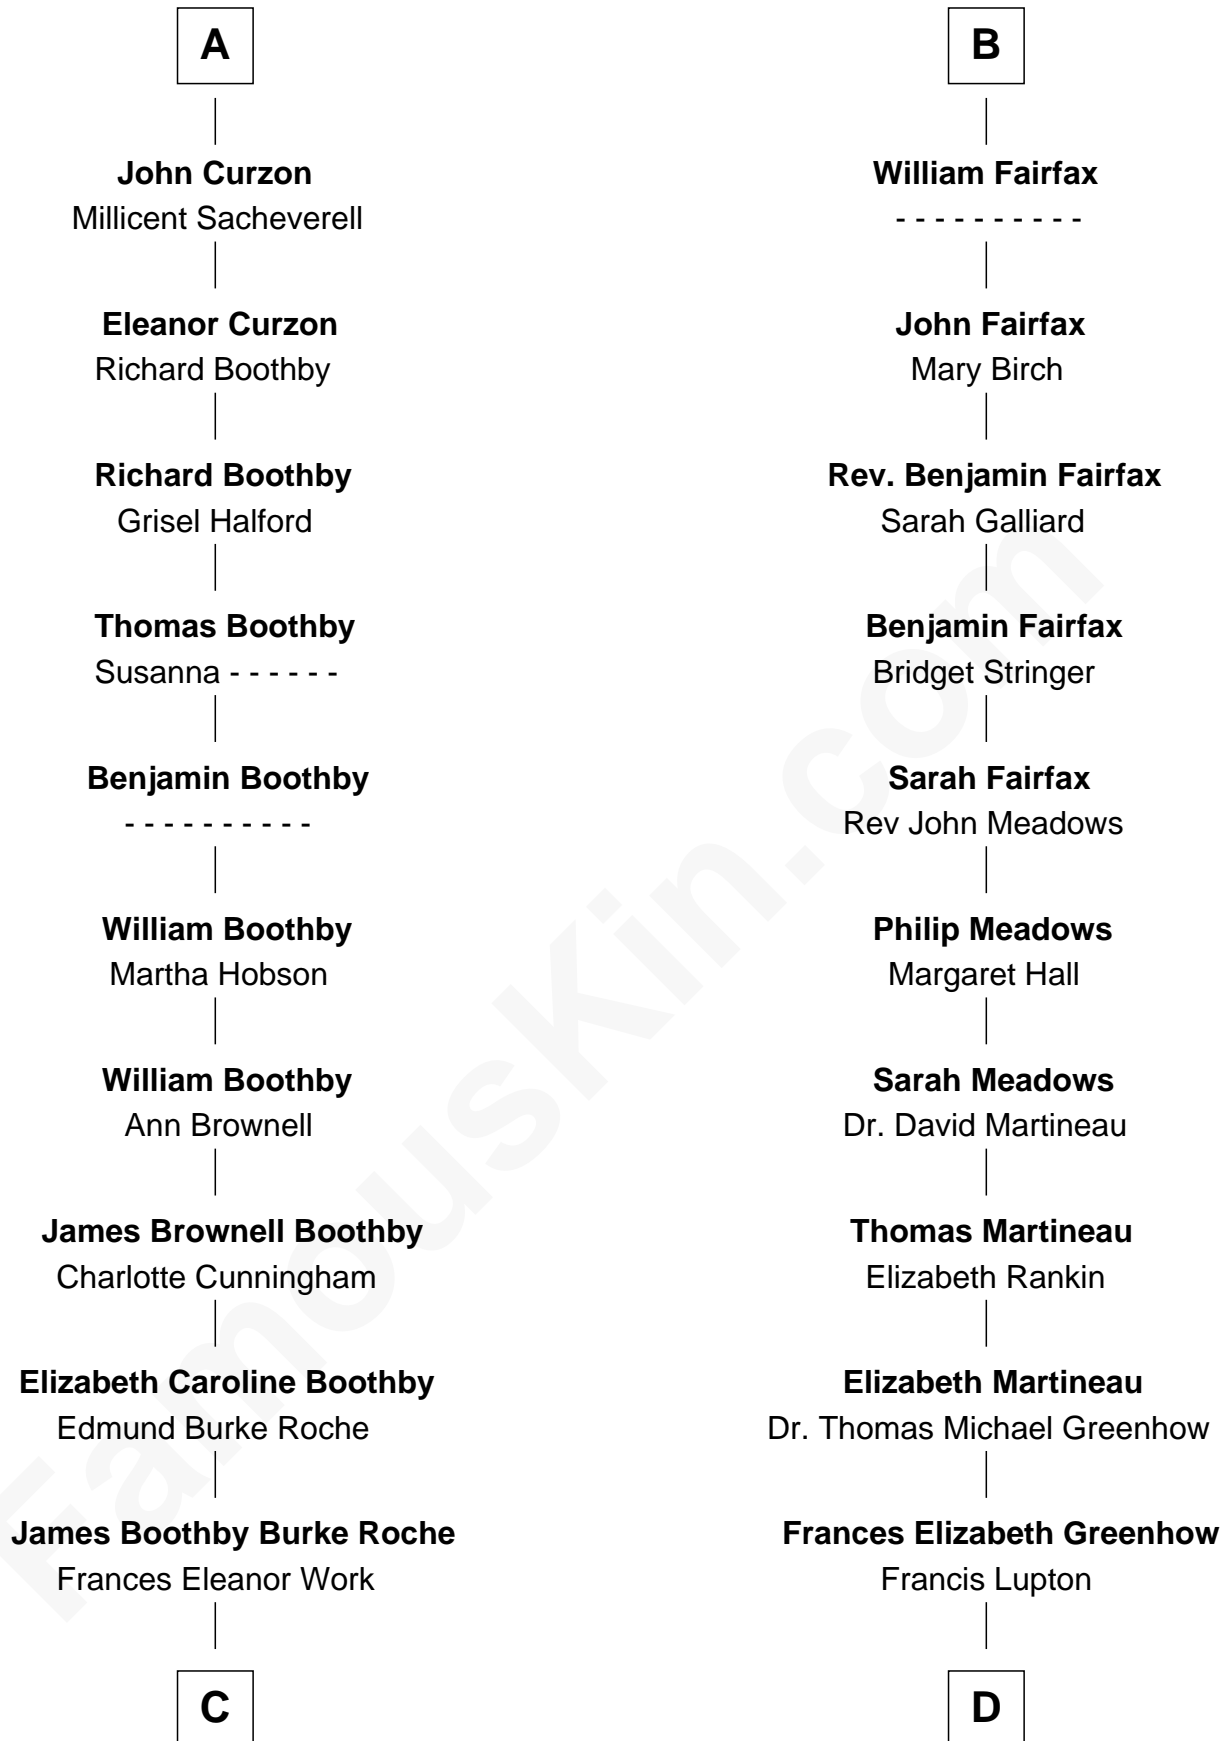 A
John Curzon
Millicent Sacheverell
Eleanor Curzon
Richard Boothby
Richard Boothby
Grisel Halford
Thomas Boothby
Susanna - - - - - -
Benjamin Boothby
- - - - - - - - - -
William Boothby
Martha Hobson
William Boothby
Ann Brownell
James Brownell Boothby
Charlotte Cunningham
Elizabeth Caroline Boothby
Edmund Burke Roche
James Boothby Burke Roche
Frances Eleanor Work
C
B
William Fairfax
- - - - - - - - - -
John Fairfax
Mary Birch
Rev. Benjamin Fairfax
Sarah Galliard
Benjamin Fairfax
Bridget Stringer
Sarah Fairfax
Rev John Meadows
Philip Meadows
Margaret Hall
Sarah Meadows
Dr. David Martineau
Thomas Martineau
Elizabeth Rankin
Elizabeth Martineau
Dr. Thomas Michael Greenhow
Frances Elizabeth Greenhow
Francis Lupton
D
FamousKin.com